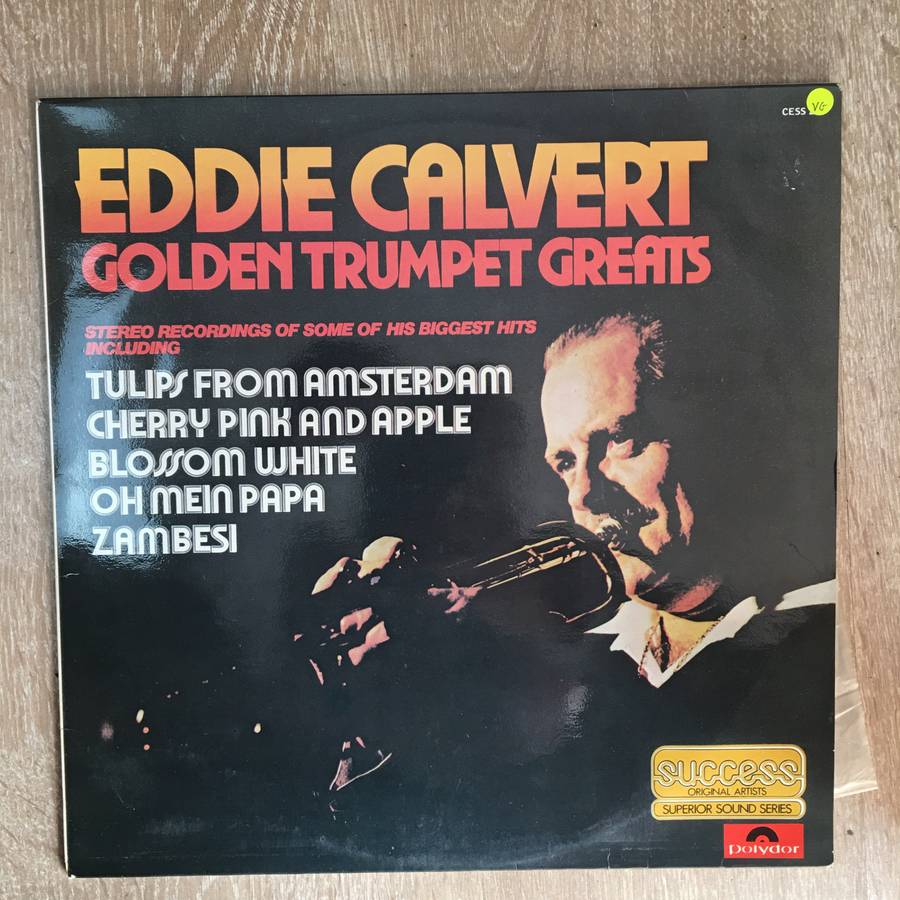 CESS
VG
EDDIE CALVERT
GOLDEN TRUMPET GREATS
STEREO RECORDINGS OF SOME OF HIS BIGGEST HITS
INCLUDING
TULIPS FROM AMSTERDAM
CHERRY PINK AND APPLE
BLOSSOM WHITE
OH MEIN PAPA
ZAMBESI
success
ORIGINAL ARTISTS
SUPERIOR SOUND SERIES
polydor